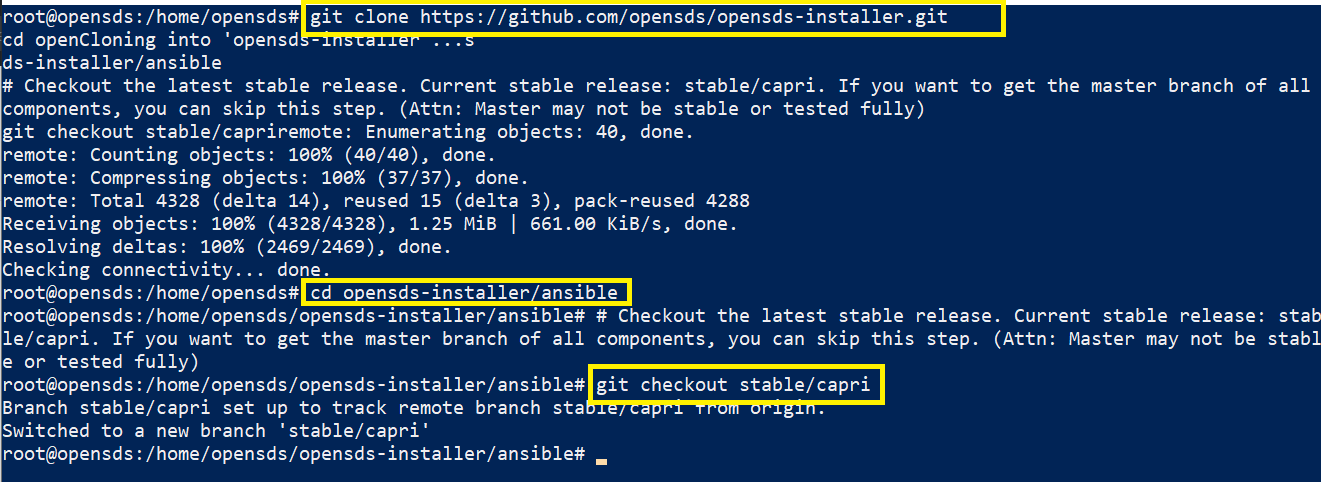 root@opensds:/home/opensds# git clone https://github.com/opensds/opensds-installer.git
cd openCloning into 'opensds-installer'...s
ds-installer/ansible
# Checkout the latest stable release. Current stable release: stable/capri. If you want to get the master branch of all
components, you can skip this step. (Attn: Master may not be stable or tested fully)
git checkout stable/capriremote: Enumerating objects: 40, done.
remote: Counting objects: 100% (40/40), done.
remote: Compressing objects: 100% (37/37), done.
remote: Total 4328 (delta 14), reused 15 (delta 3), pack-reused 4288
Receiving objects: 100% (4328/4328), 1.25 MiB | 661.00 KiB/s, done.
Resolving deltas: 100% (2469/2469), done.
Checking connectivity... done.
root@opensds:/home/opensds# cd opensds-installer/ansible
root@opensds:/home/opensds/opensds-installer/ansible# # Checkout the latest stable release. Current stable release: stab
le/capri. If you want to get the master branch of all components, you can skip this step. (Attn: Master may not be stabl
e or tested fully)
root@opensds:/home/opensds/opensds-installer/ansible# git checkout stable/capri
Branch stable/capri set up to track remote branch stable/capri from origin.
Switched to a new branch 'stable/capri'
root@opensds:/home/opensds/opensds-installer/ansible#